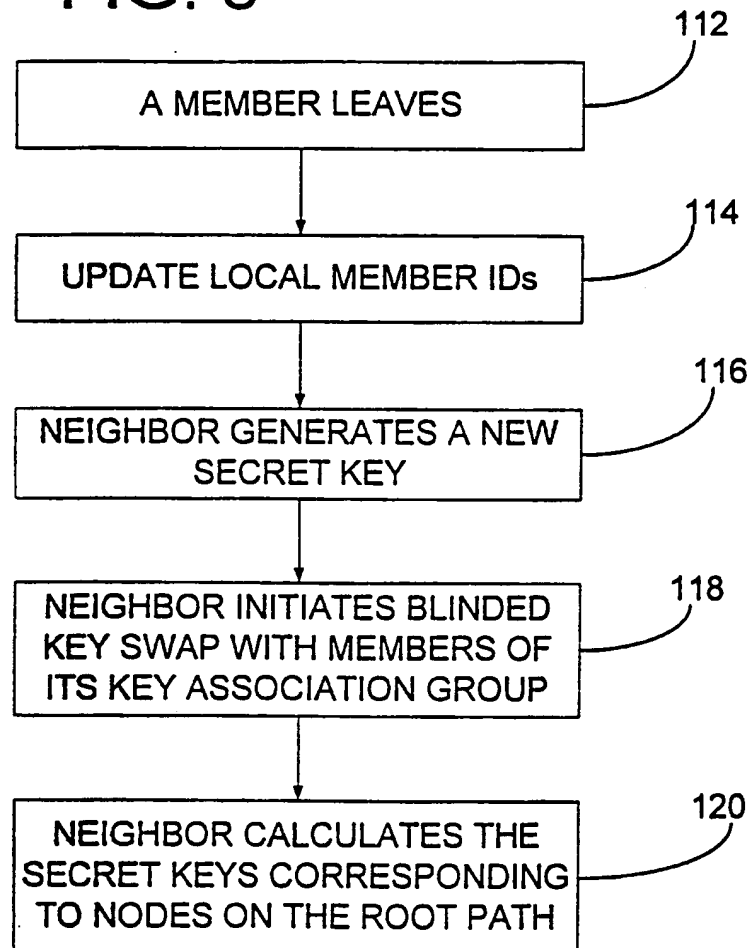 112
A MEMBER LEAVES
114
UPDATE LOCAL MEMBER IDs
116
NEIGHBOR GENERATES A NEW
SECRET KEY
118
NEIGHBOR INITIATES BLINDED
KEY SWAP WITH MEMBERS OF
ITS KEY ASSOCIATION GROUP
120
NEIGHBOR CALCULATES THE
SECRET KEYS CORRESPONDING
TO NODES ON THE ROOT PATH